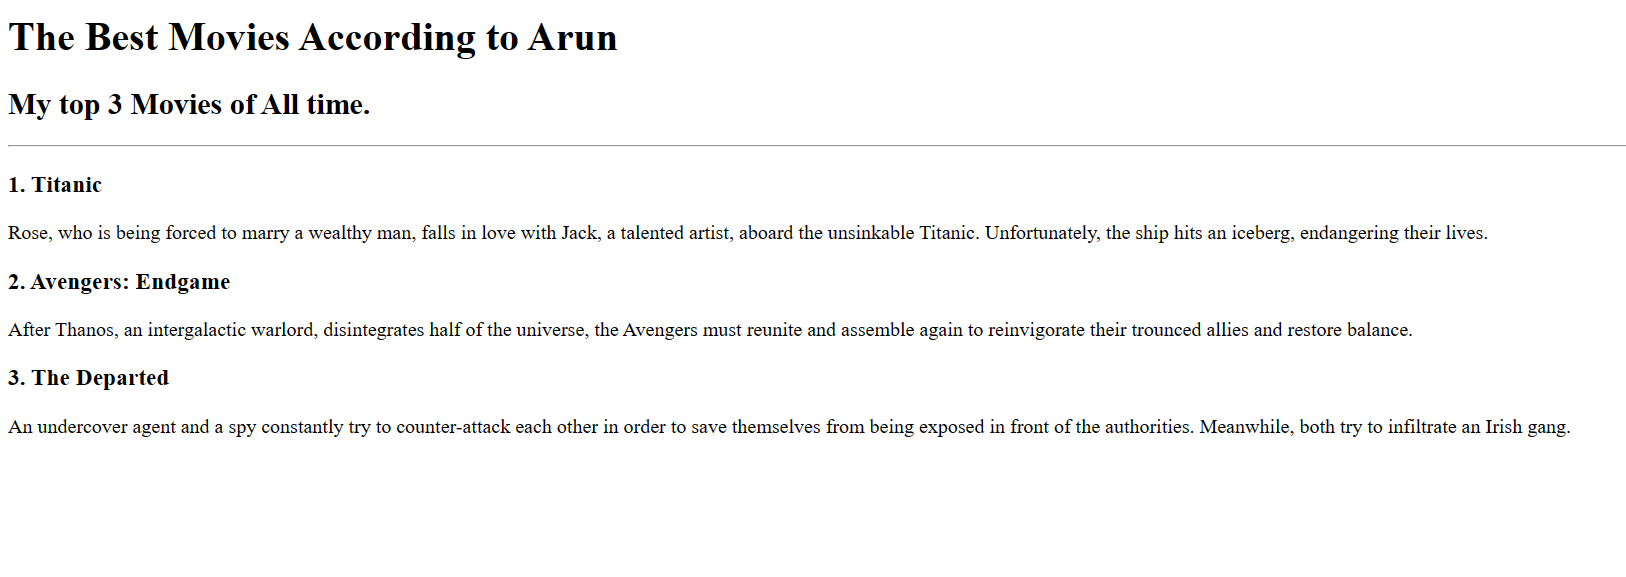 The Best Movies According to Arun
My top 3 Movies of All time.
1. Titanic
Rose, who is being forced to marry a wealthy man, falls in love with Jack, a talented artist, aboard the unsinkable Titanic. Unfortunately, the ship hits an iceberg, endangering their lives.
2. Avengers: Endgame
After Thanos, an intergalactic warlord, disintegrates half of the universe, the Avengers must reunite and assemble again to reinvigorate their trounced allies and restore balance.
3. The Departed
An undercover agent and a spy constantly try to counter-attack each other in order to save themselves from being exposed in front of the authorities. Meanwhile, both try to infiltrate an Irish gang.